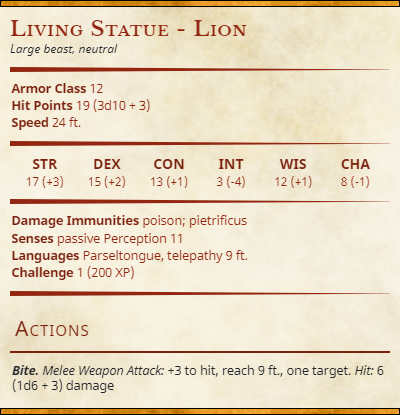 Living Statue - Lion
Large beast, neutral
Armor Class 12
Hit Points 19 (3d10 + 3)
Speed 24 ft.
STR DEX CON INT WIS CHA
17 (+3) 15 (+2) 13 (+1) 3 (-4) 12 (+1) 8 (-1)
Damage Immunities poison; pietrificus
Senses passive Perception 11
Languages Parseltongue, telepathy 9 ft.
Challenge 1 (200 XP)
Actions
Bite. Melee Weapon Attack: +3 to hit, reach 9 ft., one target. Hit: 6
(1d6 + 3) damage